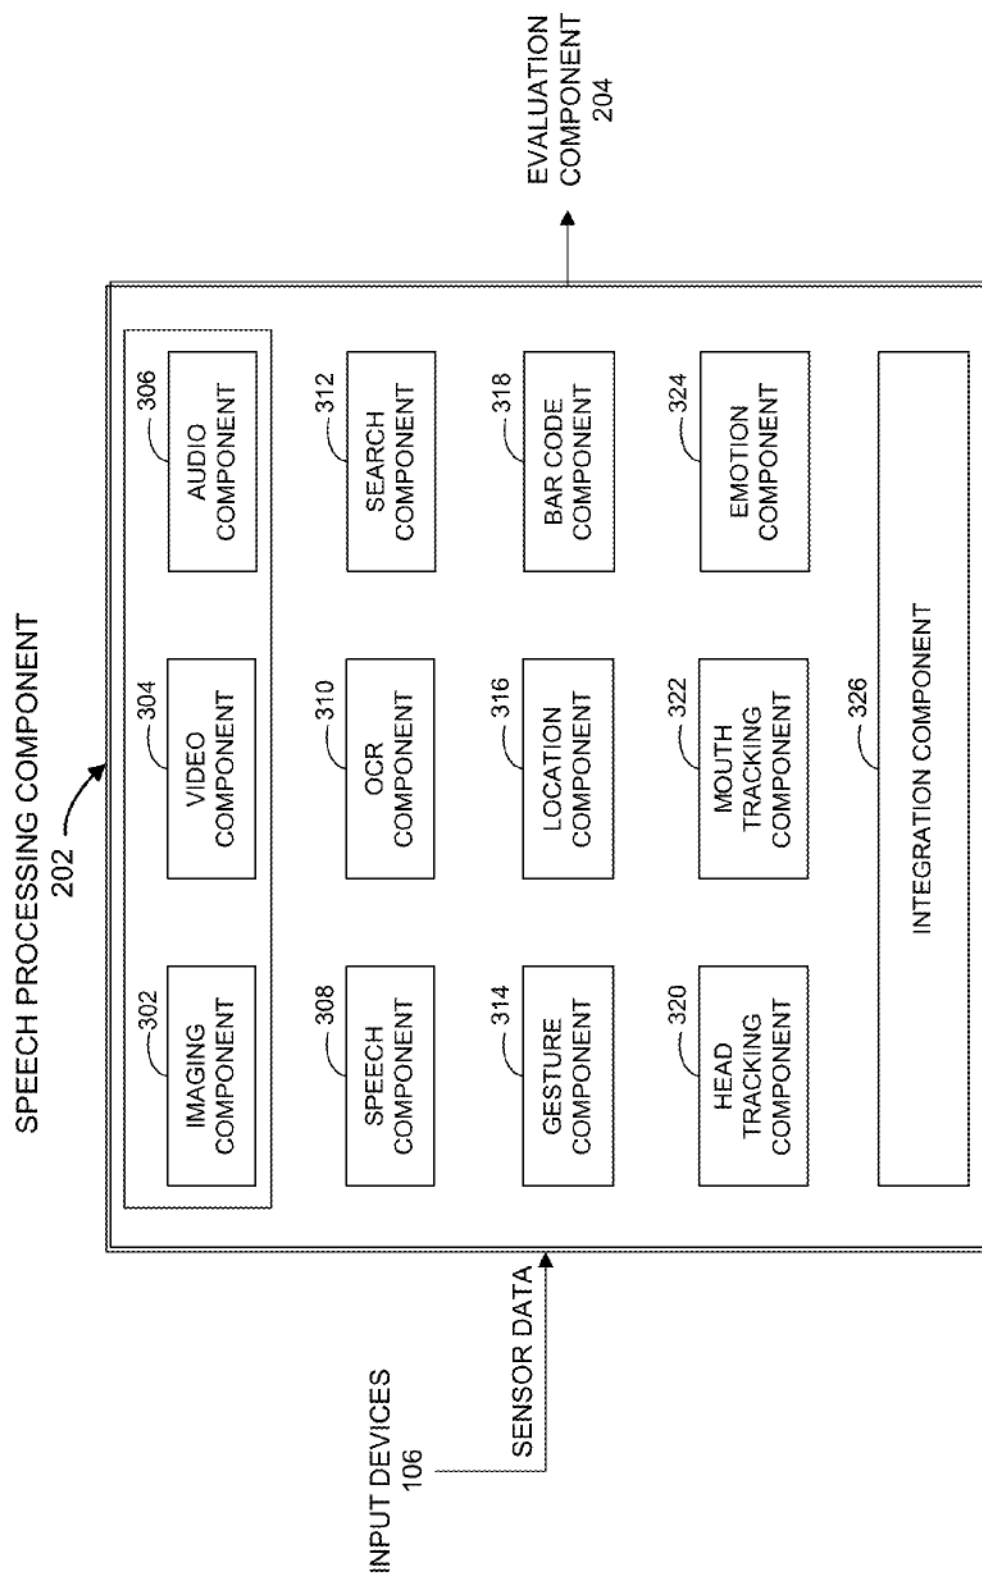 SPEECH PROCESSING COMPONENT
202
302
304
306
IMAGING
COMPONENT
VIDEO
COMPONENT
AUDIO
COMPONENT
308
310
312
SPEECH
COMPONENT
OCR
COMPONENT
SEARCH
COMPONENT
INPUT DEVICES
106
SENSOR DATA
314
316
318
GESTURE
COMPONENT
LOCATION
COMPONENT
BAR CODE
COMPONENT
EVALUATION
COMPONENT
204
320
322
324
HEAD
TRACKING
COMPONENT
MOUTH
TRACKING
COMPONENT
EMOTION
COMPONENT
326
INTEGRATION COMPONENT